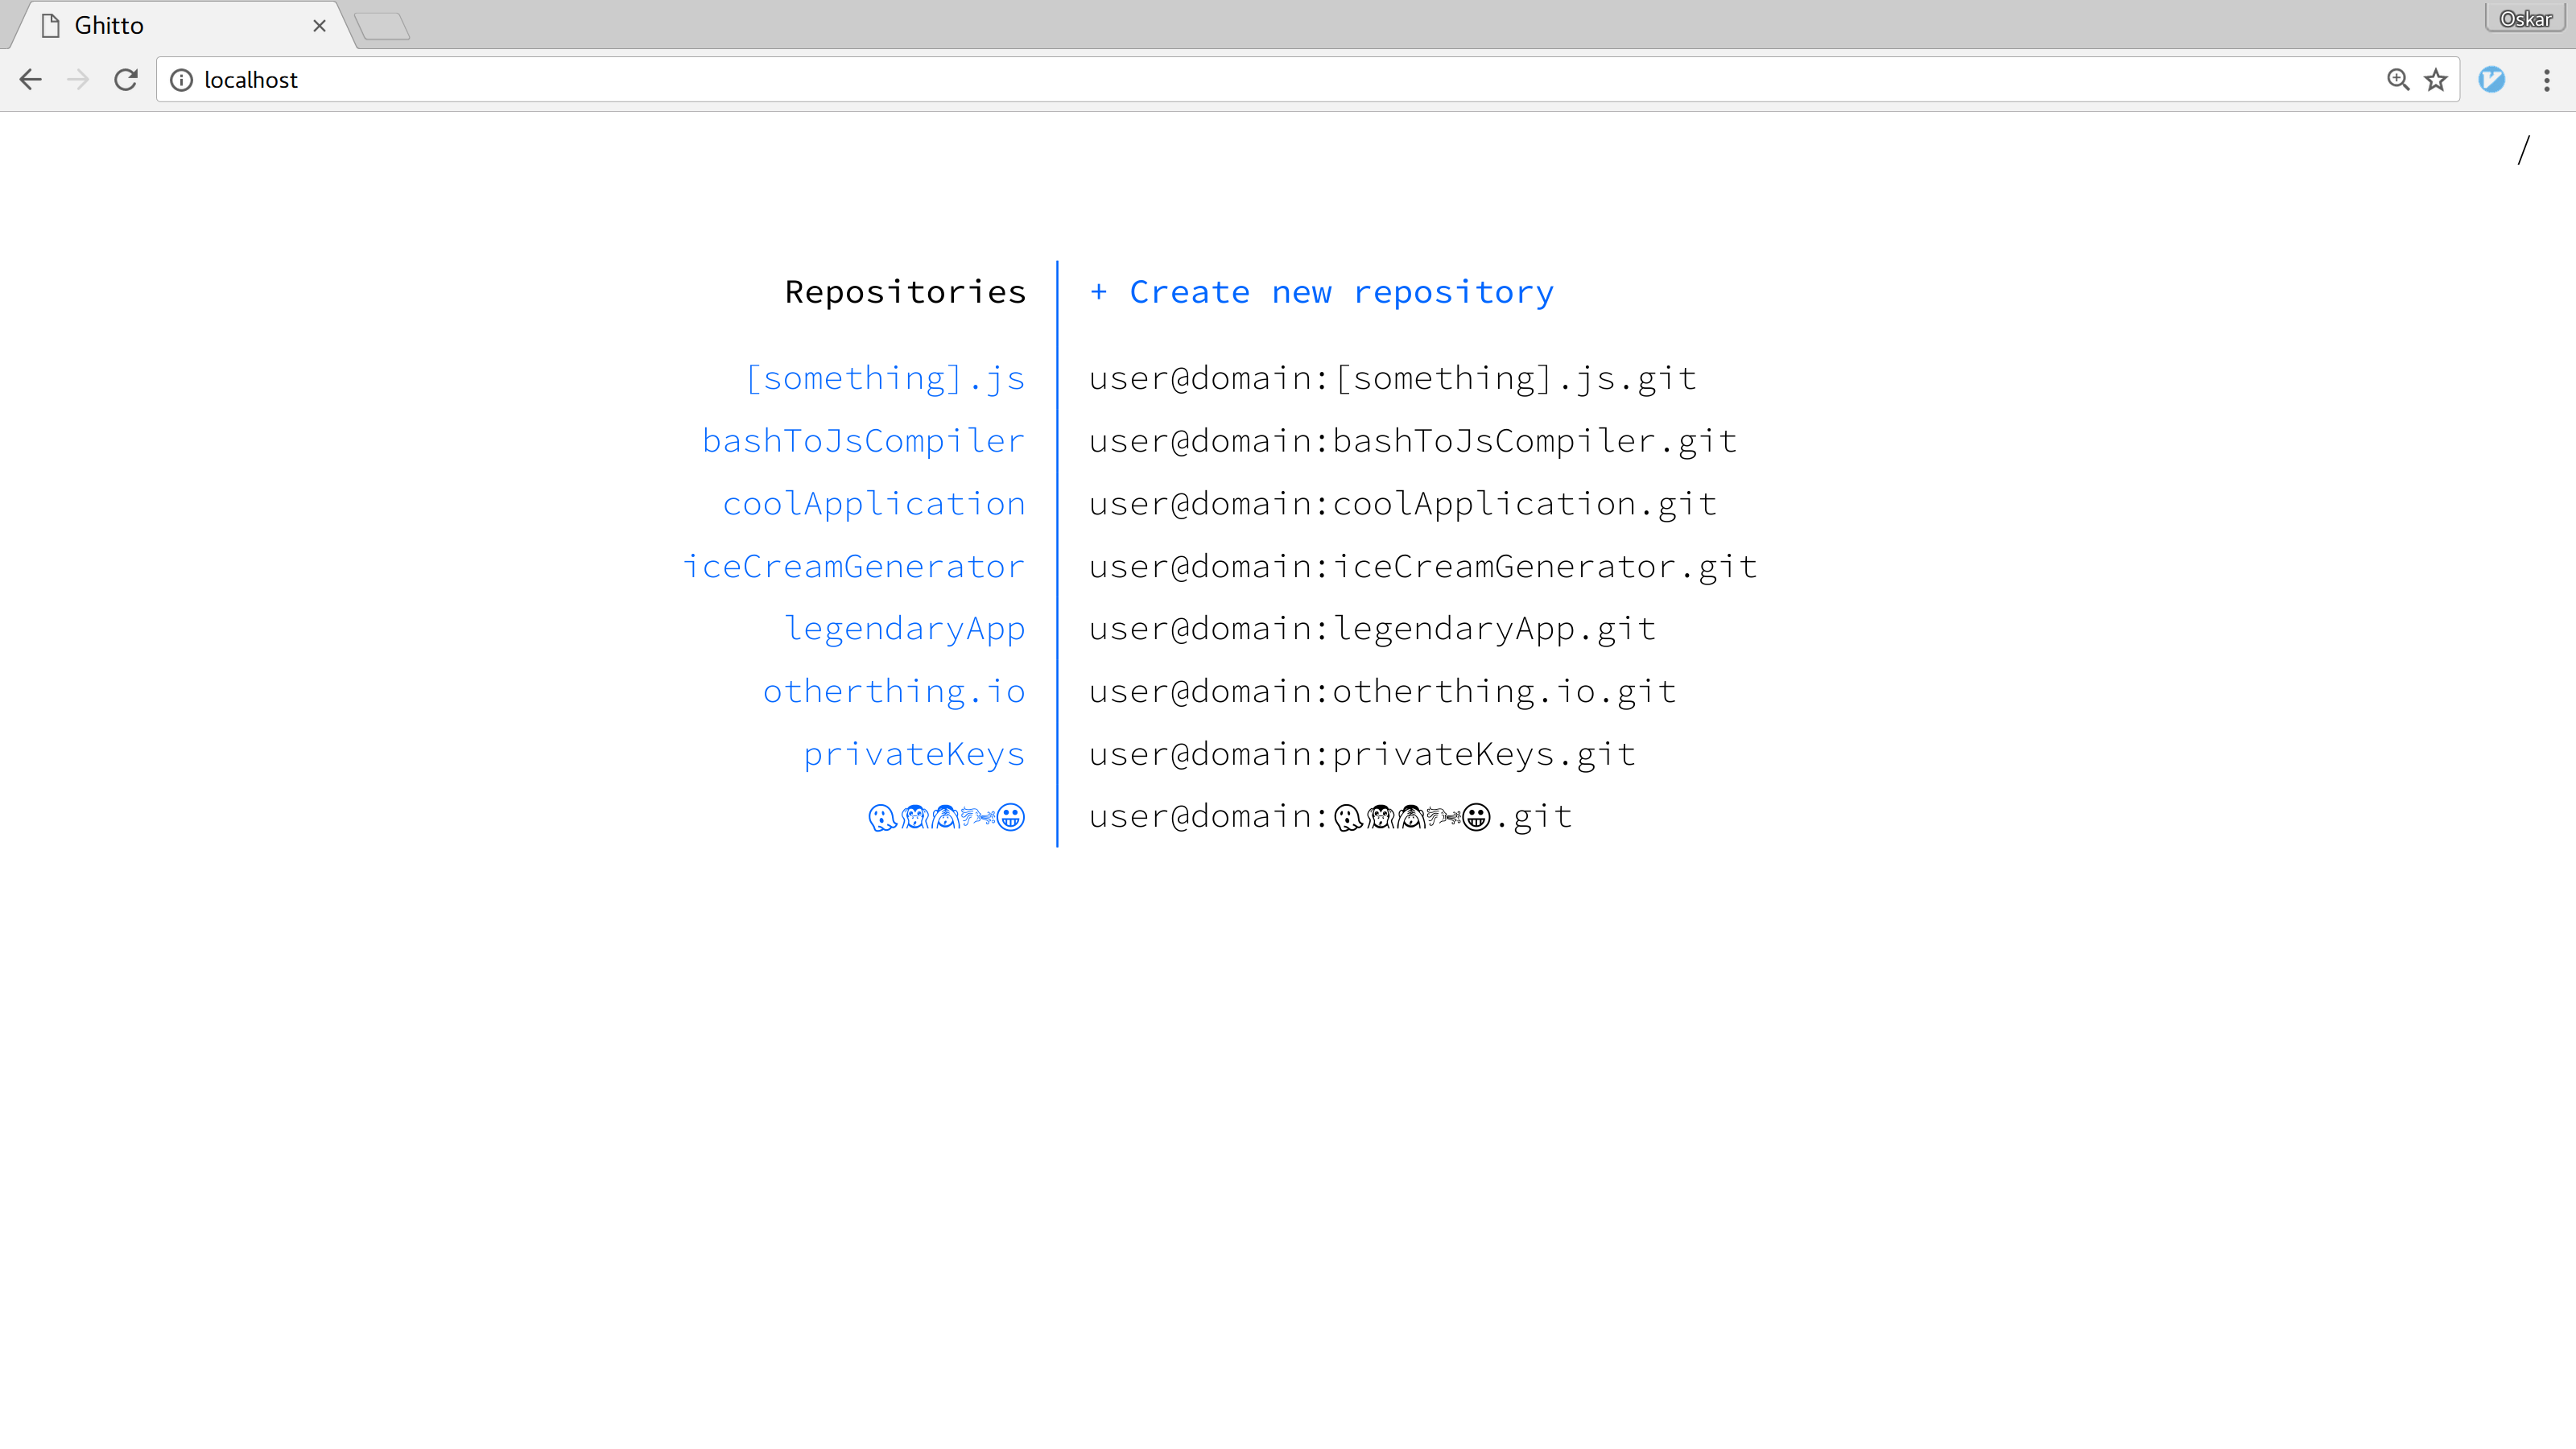 Ghitto
Oskar
localhost
/
Repositories + Create new repository
[something].js user@domain:[something].js.git
bashToJsCompiler user@domain:bashToJsCompiler.git
coolApplication user@domain:coolApplication.git
iceCreamGenerator user@domain:iceCreamGenerator.git
legendaryApp user@domain:legendaryApp.git
otherthing.io user@domain:otherthing.io.git
privateKeys user@domain:privateKeys.git
user@domain:.git